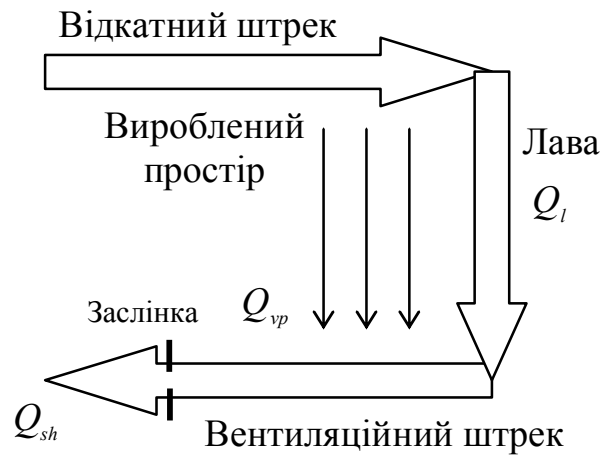 Відкатний штрек
Вироблений
простір
Лава
Q_l
Заслінка
Q_vp
Q_sh
Вентиляційний штрек